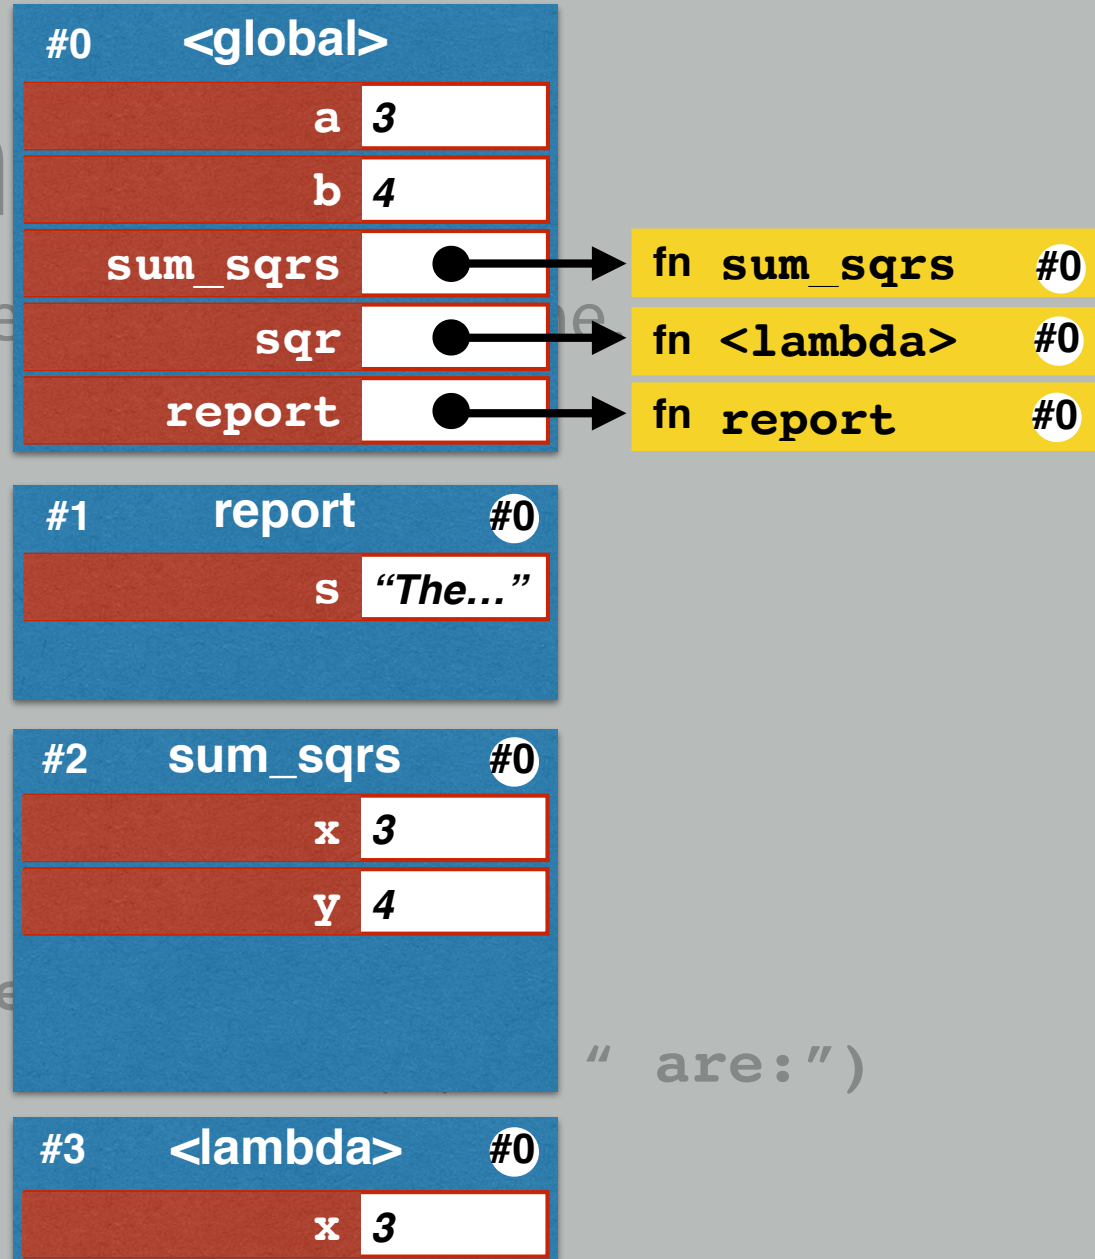 #0 <global>
a 3
b 4
sum_sqrs fn sum_sqrs #0
sqr fn <lambda> #0
report fn report #0
#1 report #0
s “The…”
#2 sum_sqrs #0
x 3
y 4
“ are:”)
#3 <lambda> #0
x 3